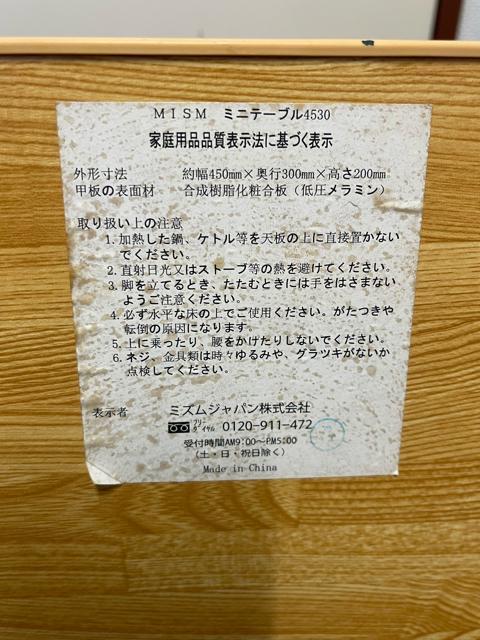 MISM ミニテーブル4530
家庭用品品質表示法に基づく表示
外形寸法 約幅450mm×奥行300mm×高さ200mm
甲板の表面材 合成樹脂化粧合板（低圧メラミン）
取り扱い上の注意
1. 加熱した鍋、ケトル等を天板の上に直接置かない
でください。
2. 直射日光又はストーブ等の熱を避けてください。
3. 脚を立てるとき、たたむときには手をはさまない
ようご注意ください。
4. 必ず水平な床の上でご使用ください。がたつきや
転倒の原因になります。
5. 上に乗ったり、腰をかけたりしないでください。
6. ネジ、金具類は時々ゆるみや、グラツキがないか
点検してください。
表示者 ミズムジャパン株式会社
フリーダイヤル 0120-911-472
受付時間AM9:00～PM5:00
（土・日・祝日除く）
Made in China